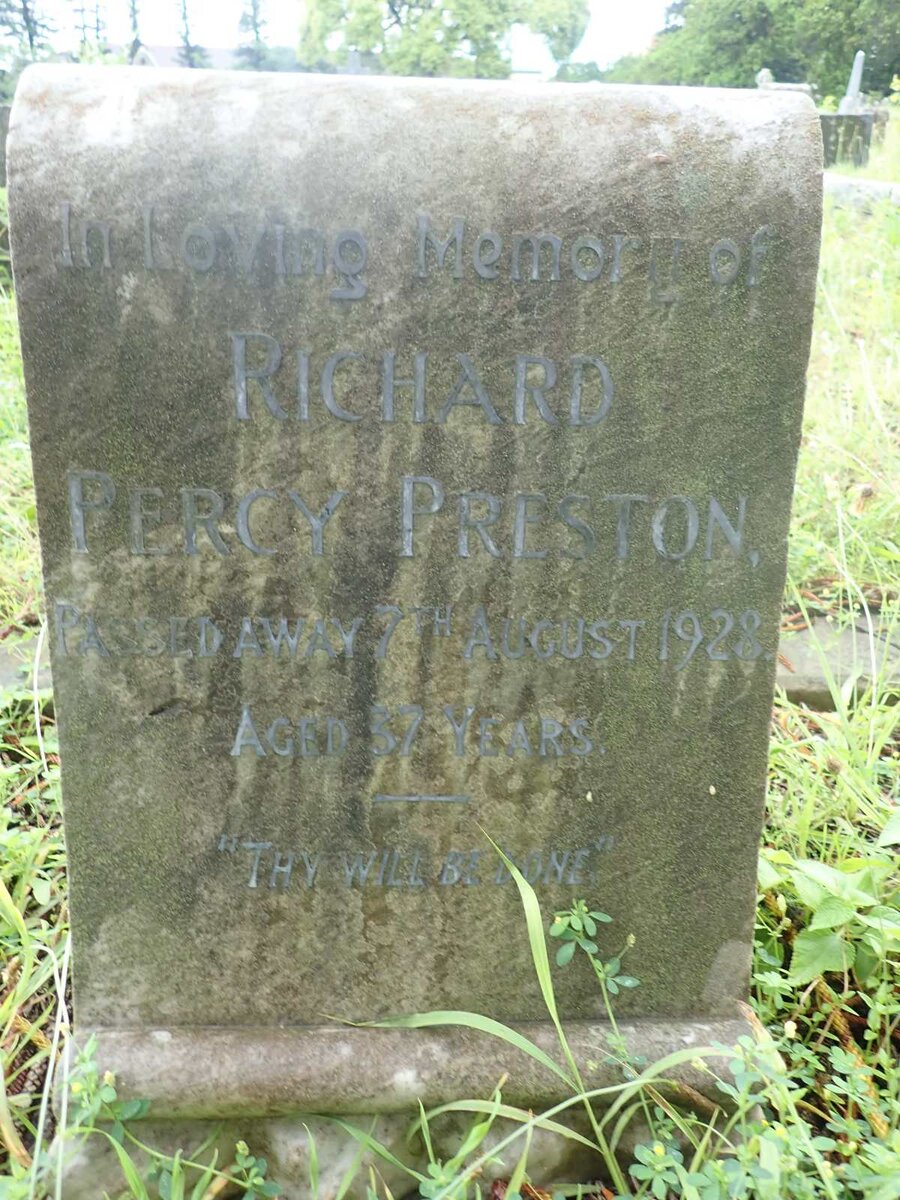 In Loving Memory of
RICHARD
PERCY PRESTON,
PASSED AWAY 7TH AUGUST 1928.
AGED 37 YEARS.
"THY WILL BE DONE."